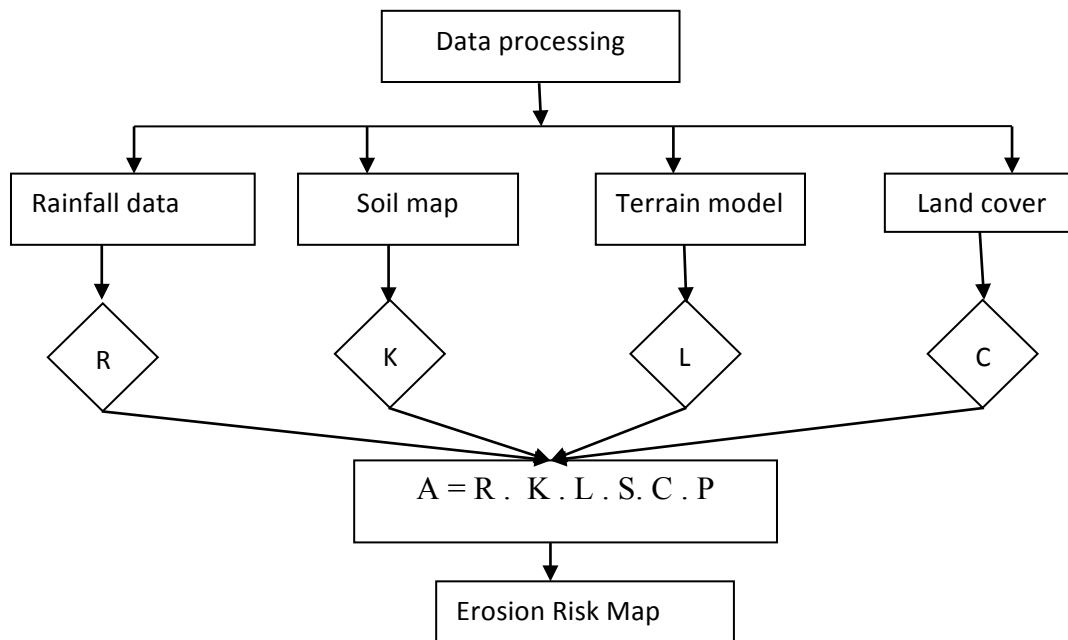 Data processing
Rainfall data
Soil map
Terrain model
Land cover
R
K
L
C
A = R . K . L . S. C . P
Erosion Risk Map